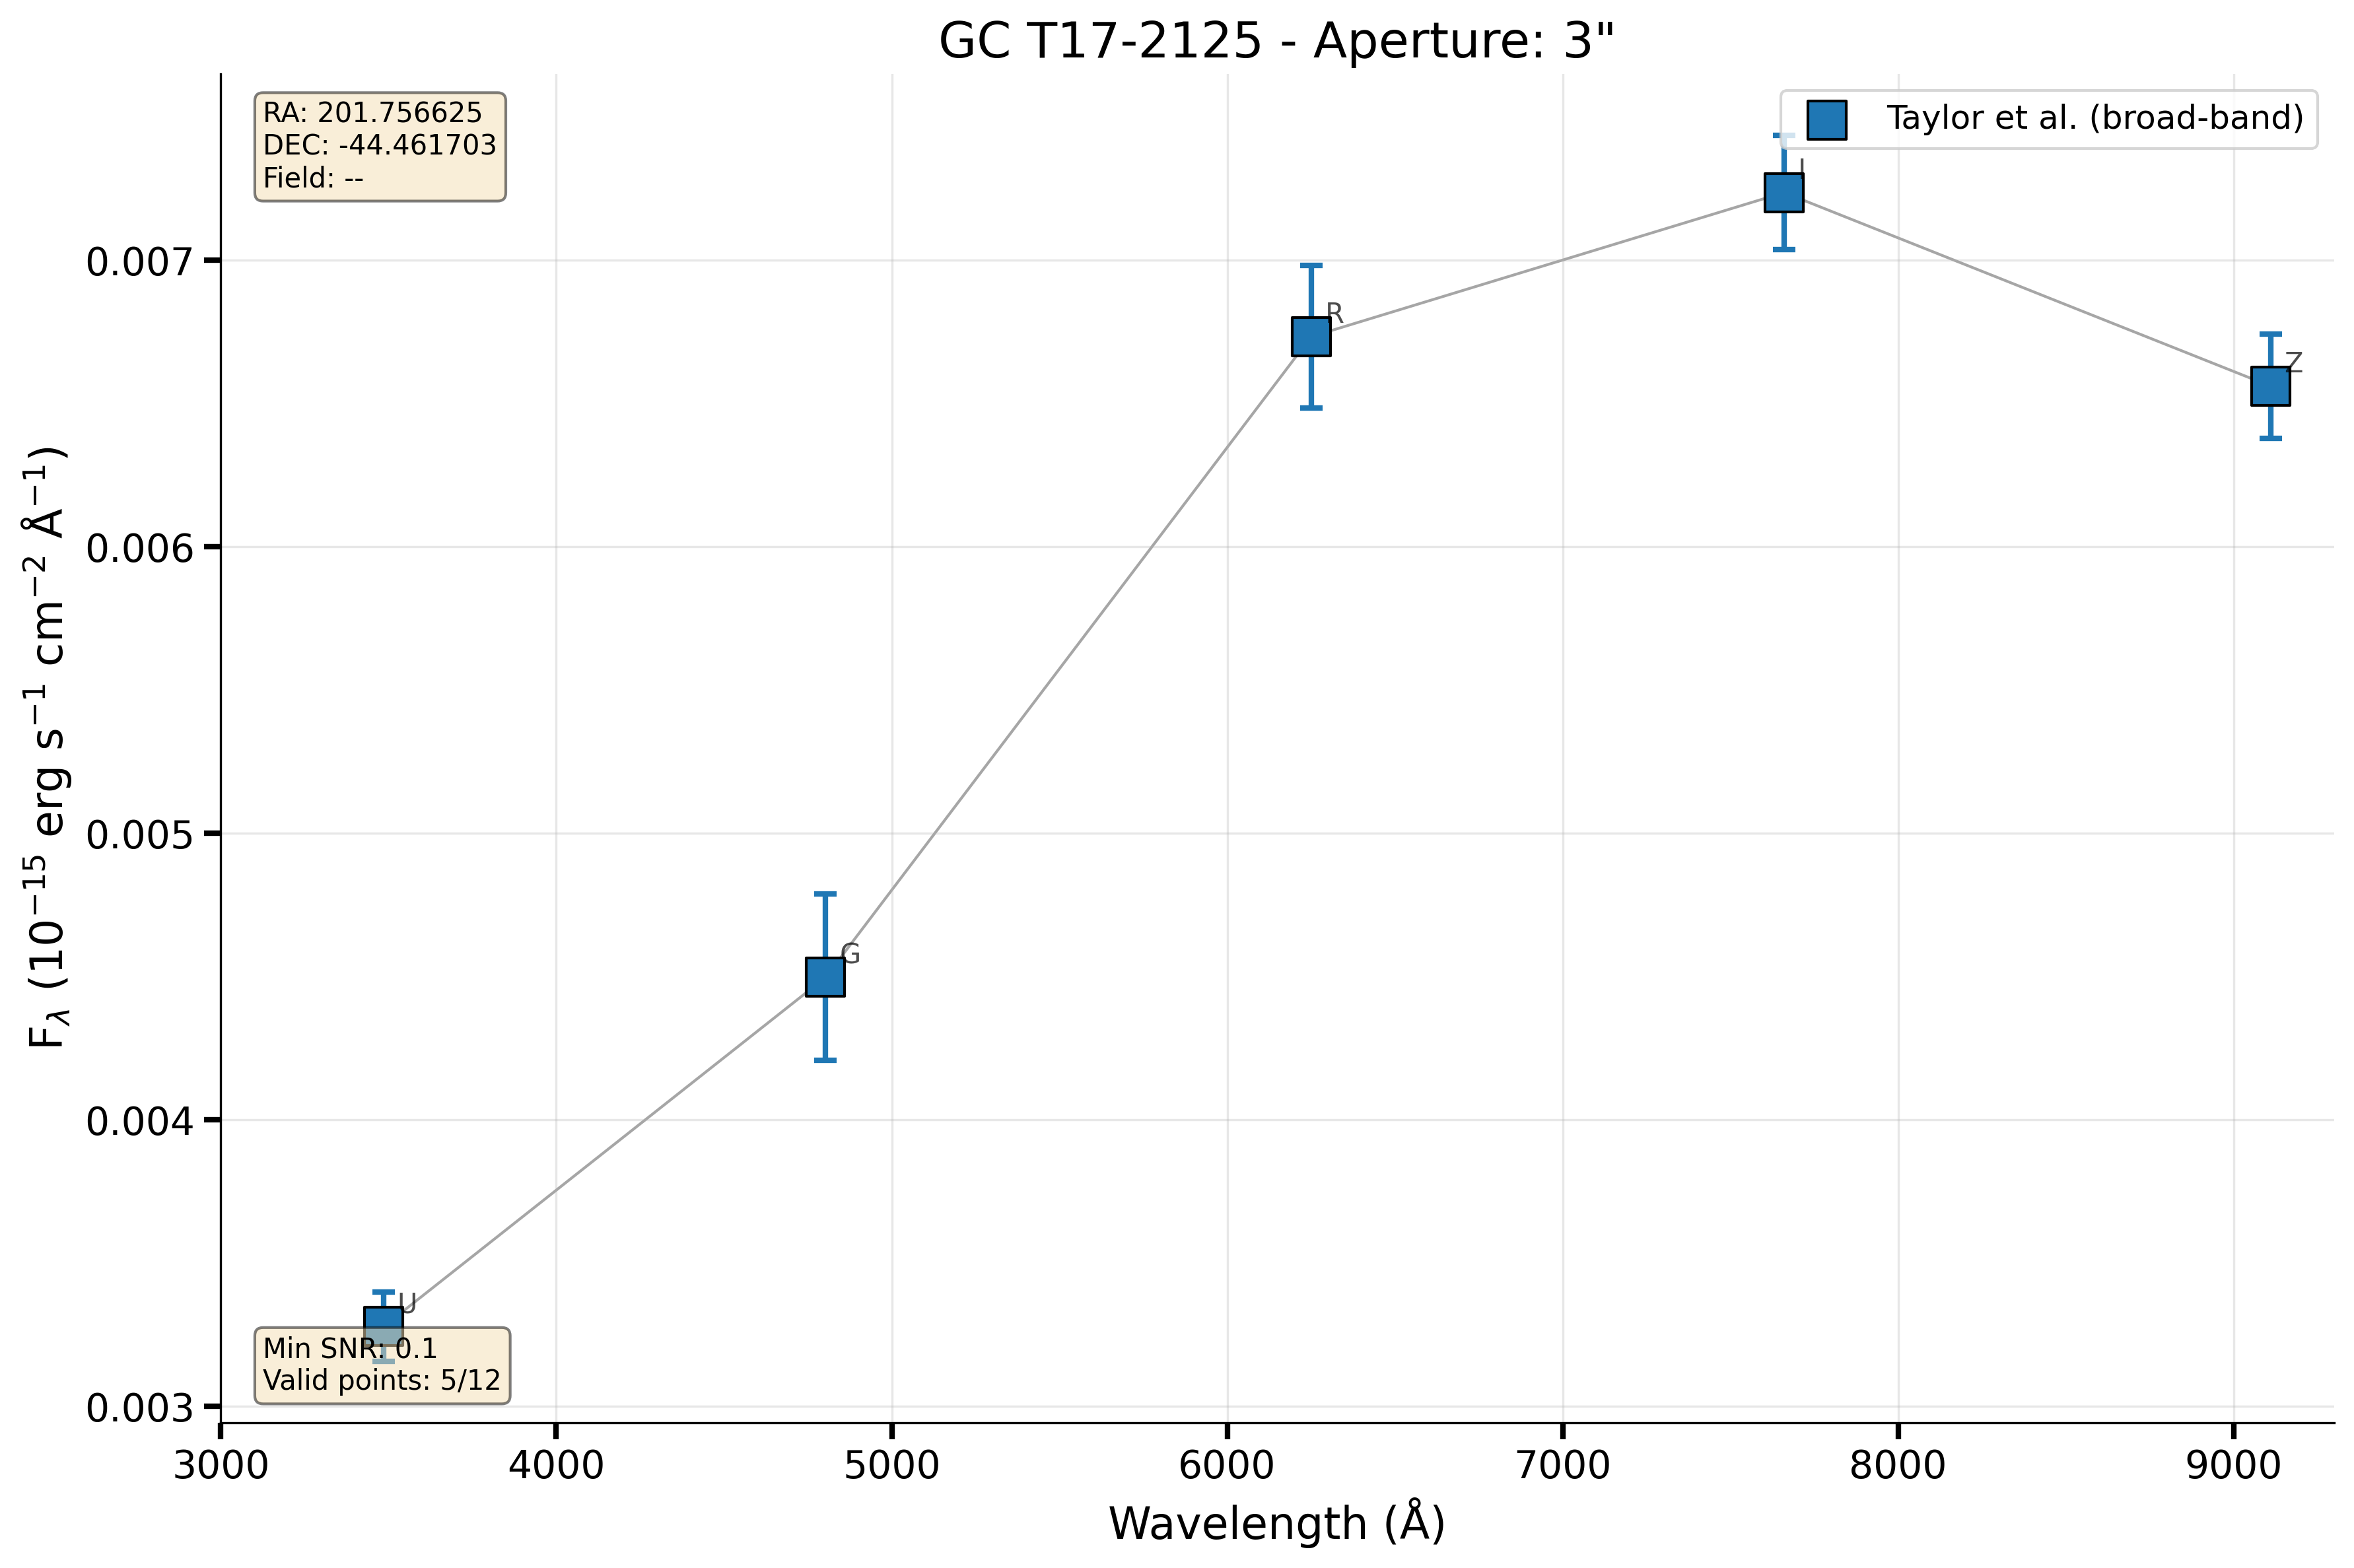 GC T17-2125 - Aperture: 3"
RA: 201.756625
DEC: -44.461703
Field: --
Taylor et al. (broad-band)
I
R
Z
G
U
Min SNR: 0.1
Valid points: 5/12
0.007
0.006
0.005
0.004
0.003
F_λ (10⁻¹⁵ erg s⁻¹ cm⁻² Å⁻¹)
3000 4000 5000 6000 7000 8000 9000
Wavelength (Å)